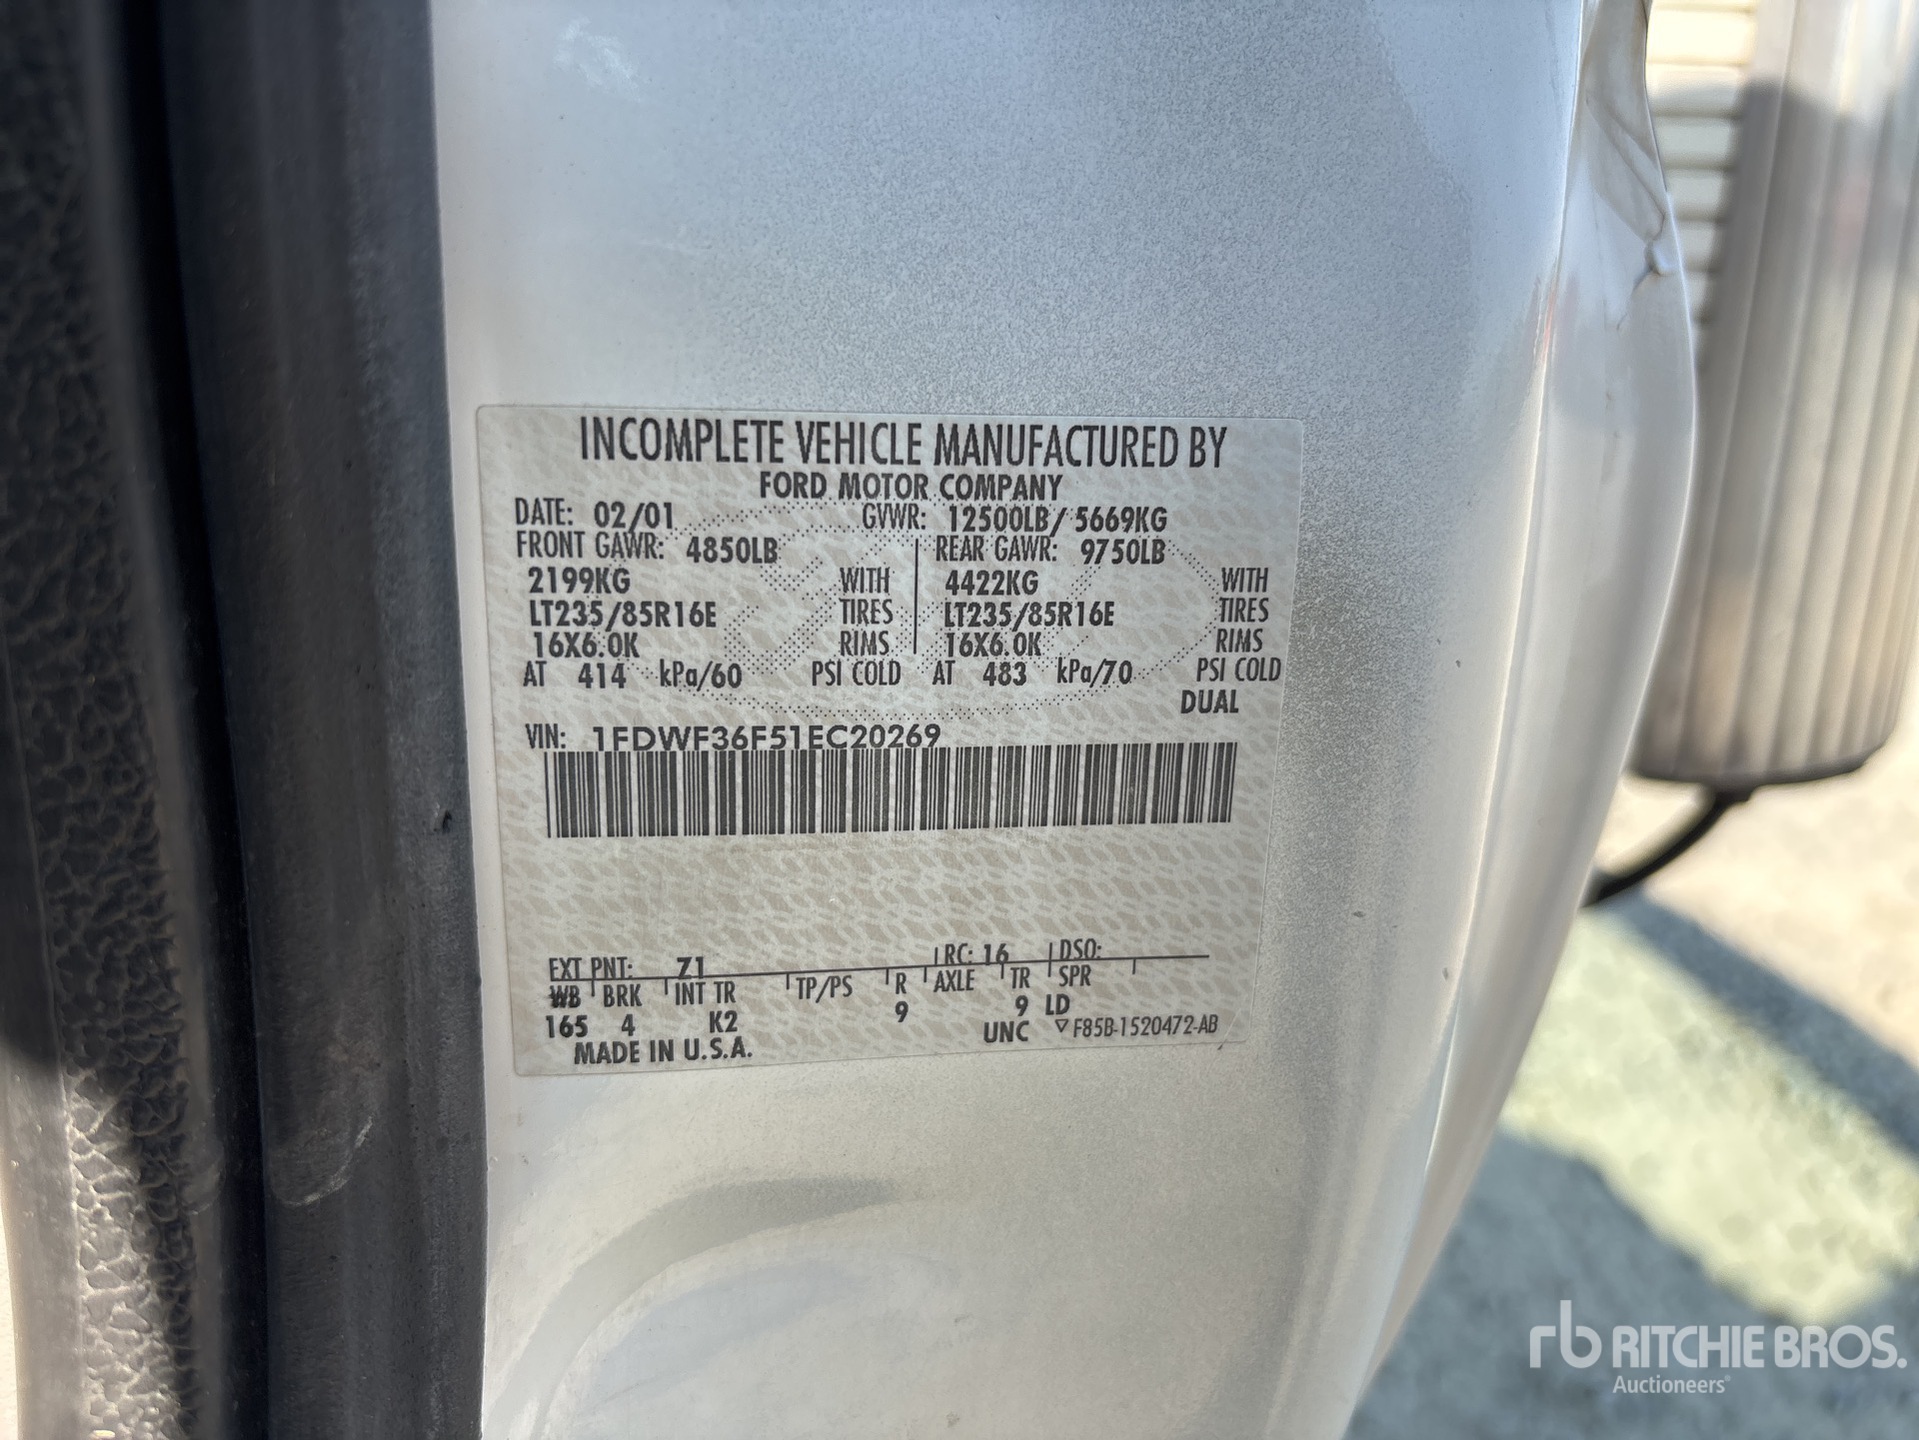 INCOMPLETE VEHICLE MANUFACTURED BY
FORD MOTOR COMPANY
DATE: 02/01 GVWR: 12500LB/ 5669KG
FRONT GAWR: 4850LB REAR GAWR: 9750LB
2199KG WITH 4422KG WITH
LT235/85R16E TIRES LT235/85R16E TIRES
16X6.0K RIMS 16X6.0K RIMS
AT 414 kPa/60 PSI COLD AT 483 kPa/70 PSI COLD
DUAL
VIN: 1FDWF36F51EC20269
EXT PNT: Z1 RC: 16 DSO:
WB BRK INT TR TP/PS R AXLE TR SPR
165 4 K2 9 9 LD
MADE IN U.S.A. UNC ▽F85B-1520472-AB
rb RITCHIE BROS.
Auctioneers®